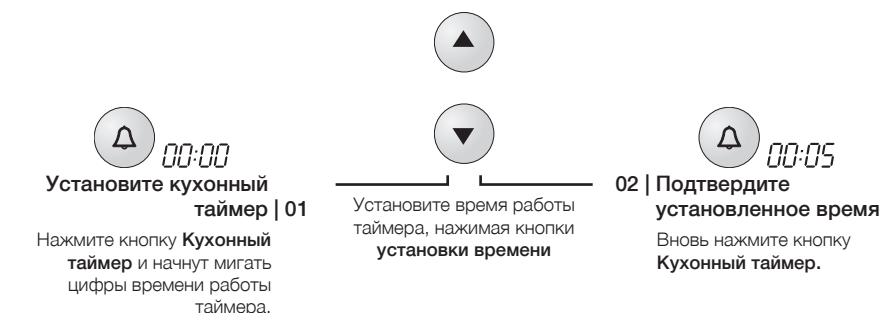 00:00
Установите кухонный
таймер | 01
Нажмите кнопку Кухонный
таймер и начнут мигать
цифры времени работы
таймера.
Установите время работы
таймера, нажимая кнопки
установки времени
00:05
02 | Подтвердите
установленное время
Вновь нажмите кнопку
Кухонный таймер.